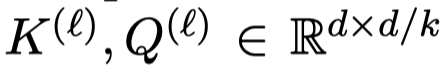 K^{(ℓ)}, Q^{(ℓ)} ∈ ℝ^{d×d/k}